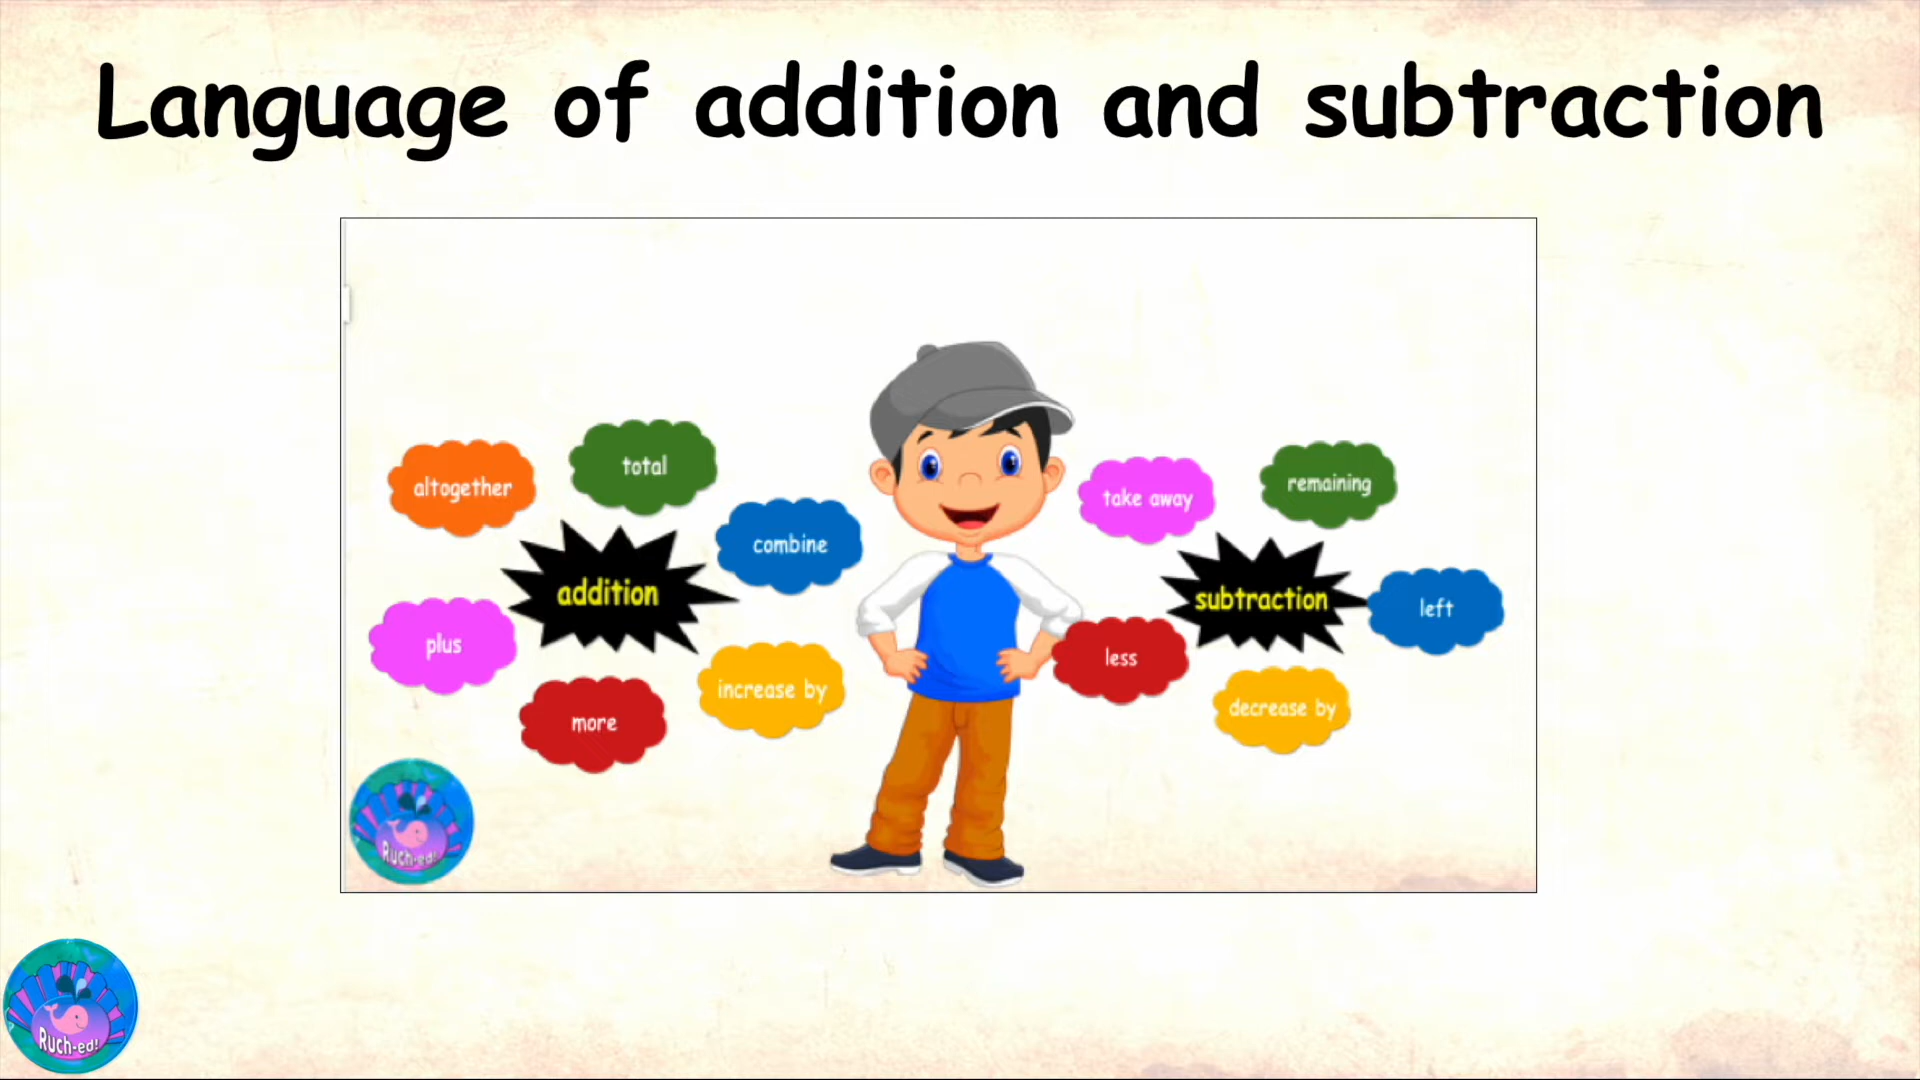 Language of addition and subtraction
altogether
total
combine
addition
plus
more
increase by
take away
remaining
subtraction
left
less
decrease by
Ruch-ed!
Ruch-ed!